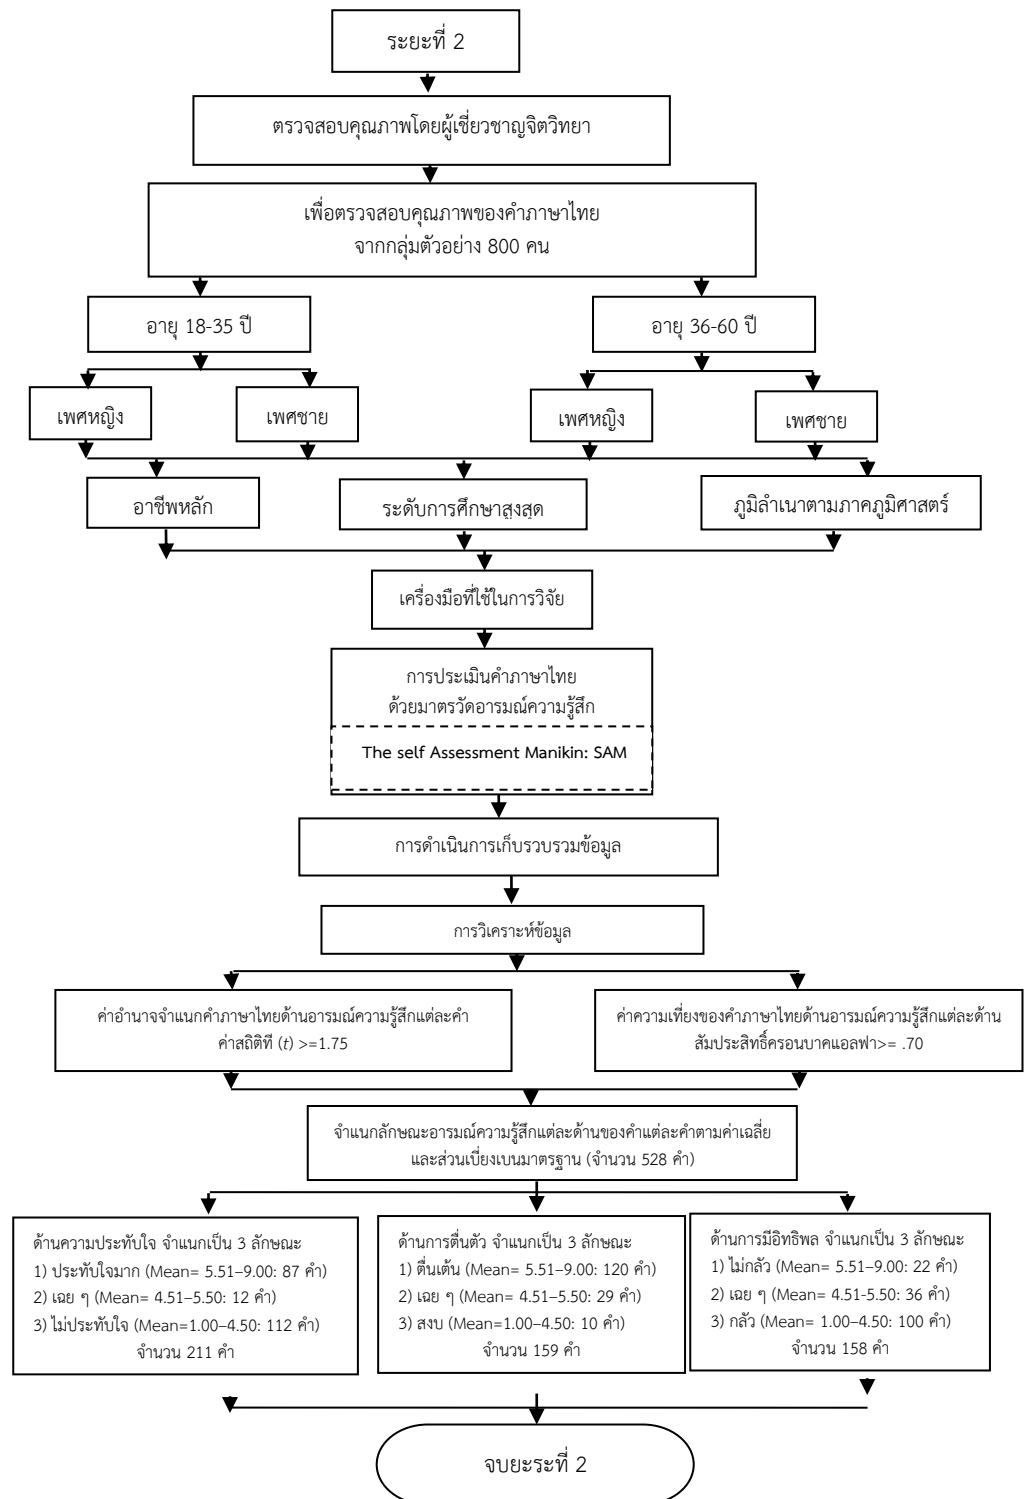 ระยะที่ 2
ตรวจสอบคุณภาพโดยผู้เชี่ยวชาญจิตวิทยา
เพื่อตรวจสอบคุณภาพของคำภาษาไทย
จากกลุ่มตัวอย่าง 800 คน
อายุ 18-35 ปี
อายุ 36-60 ปี
เพศหญิง
เพศชาย
เพศหญิง
เพศชาย
อาชีพหลัก
ระดับการศึกษาสูงสุด
ภูมิลำเนาตามภาคภูมิศาสตร์
เครื่องมือที่ใช้ในการวิจัย
การประเมินคำภาษาไทย
ด้วยมาตรวัดอารมณ์ความรู้สึก
The self Assessment Manikin: SAM
การดำเนินการเก็บรวบรวมข้อมูล
การวิเคราะห์ข้อมูล
ค่าอำนาจจำแนกคำภาษาไทยด้านอารมณ์ความรู้สึกแต่ละคำ
ค่าสถิติที (t) >=1.75
ค่าความเที่ยงของคำภาษาไทยด้านอารมณ์ความรู้สึกแต่ละด้าน
สัมประสิทธิ์ครอนบาคแอลฟา>= .70
จำแนกลักษณะอารมณ์ความรู้สึกแต่ละด้านของคำแต่ละคำตามค่าเฉลี่ย
และส่วนเบี่ยงเบนมาตรฐาน (จำนวน 528 คำ)
ด้านความประทับใจ จำแนกเป็น 3 ลักษณะ
1) ประทับใจมาก (Mean= 5.51–9.00: 87 คำ)
2) เฉย ๆ (Mean= 4.51–5.50: 12 คำ)
3) ไม่ประทับใจ (Mean=1.00–4.50: 112 คำ)
จำนวน 211 คำ
ด้านการตื่นตัว จำแนกเป็น 3 ลักษณะ
1) ตื่นเต้น (Mean= 5.51–9.00: 120 คำ)
2) เฉย ๆ (Mean= 4.51–5.50: 29 คำ)
3) สงบ (Mean=1.00–4.50: 10 คำ)
จำนวน 159 คำ
ด้านการมีอิทธิพล จำแนกเป็น 3 ลักษณะ
1) ไม่กลัว (Mean= 5.51–9.00: 22 คำ)
2) เฉย ๆ (Mean= 4.51-5.50: 36 คำ)
3) กลัว (Mean= 1.00–4.50: 100 คำ)
จำนวน 158 คำ
จบยะระที่ 2